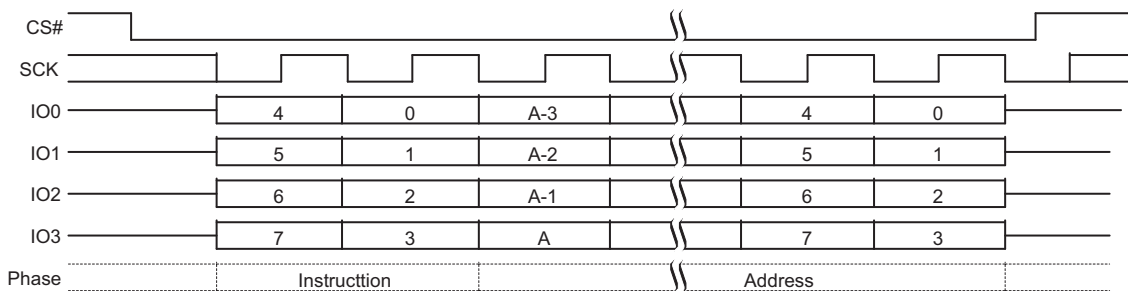 CS#
SCK
IO0 4 0 A-3 4 0
IO1 5 1 A-2 5 1
IO2 6 2 A-1 6 2
IO3 7 3 A 7 3
Phase Instructtion Address